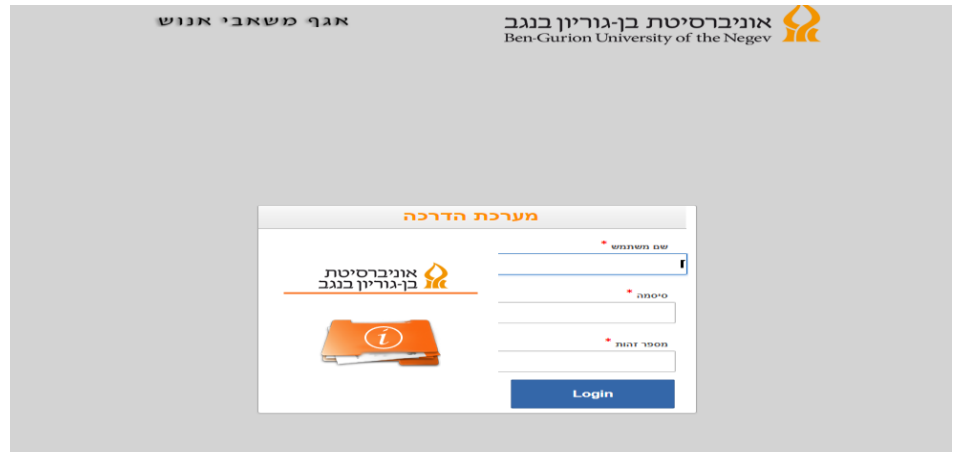 אוניברסיטת בן-גוריון בנגב
Ben-Gurion University of the Negev
אגף משאבי אנוש
מערכת הדרכה
שם משתמש *
סיסמה *
מספר זהות *
Login
אוניברסיטת
בן-גוריון בנגב
i